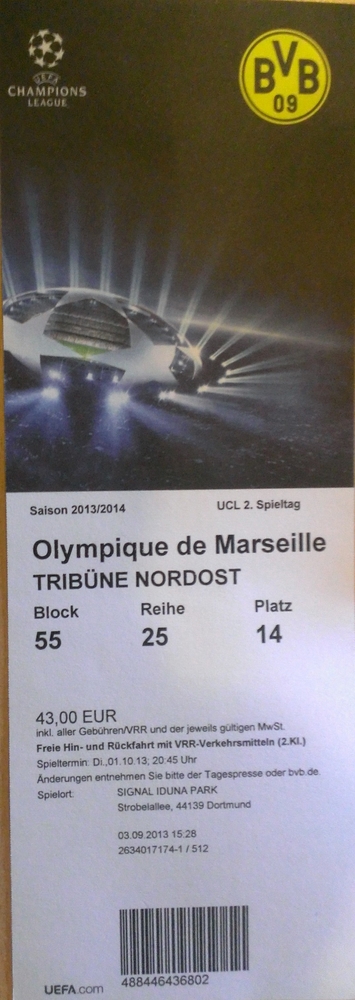 UEFA
CHAMPIONS
LEAGUE
BVB
09
Saison 2013/2014 UCL 2. Spieltag
Olympique de Marseille
TRIBÜNE NORDOST
Block Reihe Platz
55 25 14
43,00 EUR
inkl. aller Gebühren/VRR und der jeweils gültigen MwSt.
Freie Hin- und Rückfahrt mit VRR-Verkehrsmitteln (2.Kl.)
Spieltermin: Di.,01.10.13; 20:45 Uhr
Änderungen entnehmen Sie bitte der Tagespresse oder bvb.de
Spielort: SIGNAL IDUNA PARK
Strobelallee, 44139 Dortmund
03.09.2013 15:28
2634017174-1 / 512
488446436802
UEFA.com